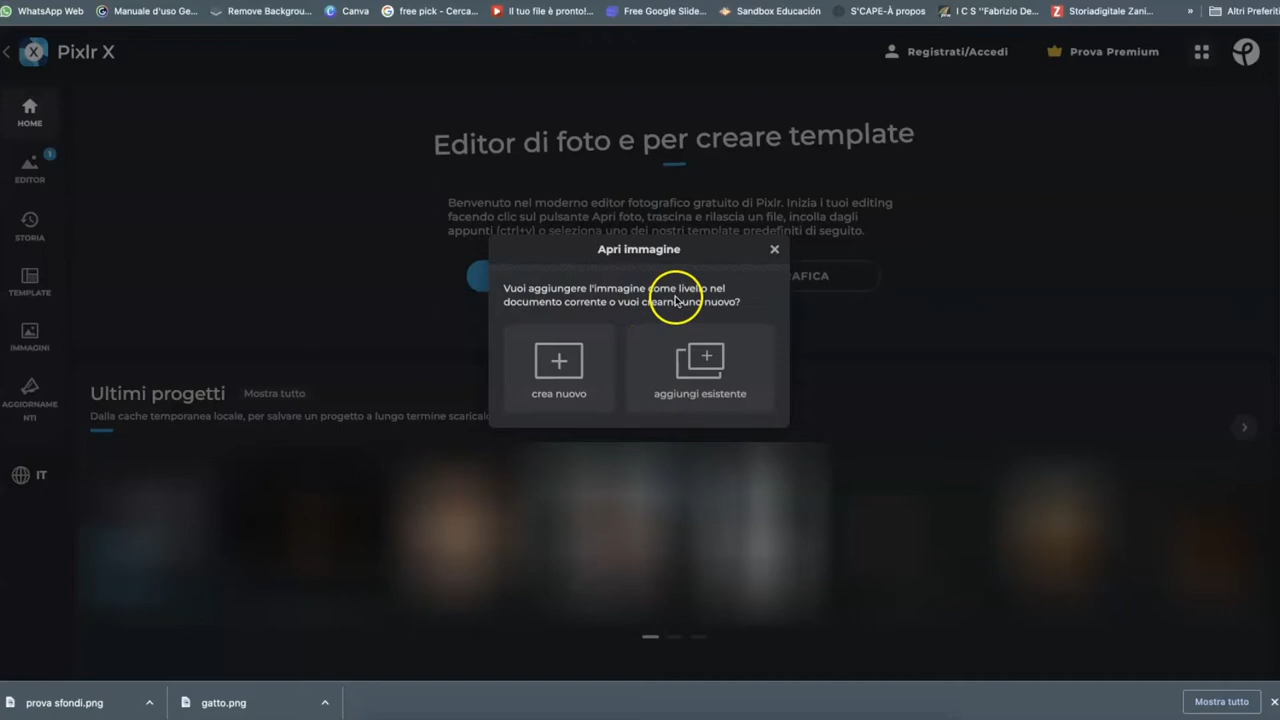 WhatsApp Web
Manuale d'uso Ge...
Remove Backgrou...
Canva
free pick - Cerca...
Il tuo file è pronto!...
Free Google Slide...
Sandbox Educación
S'CAPE-À propos
I C S "Fabrizio De...
Storiadigitale Zani...
»
Altri Preferiti
Pixlr X
Registrati/Accedi
Prova Premium
HOME
EDITOR
1
STORIA
TEMPLATE
IMMAGINI
AGGIORNAME
NTI
IT
Editor di foto e per creare template
Benvenuto nel moderno editor fotografico gratuito di Pixlr. Inizia i tuoi editing
facendo clic sul pulsante Apri foto, trascina e rilascia un file, incolla dagli
appunti (ctrl+v) o seleziona uno dei nostri template predefiniti di seguito.
Apri immagine
Vuoi aggiungere l'immagine come livello nel
documento corrente o vuoi crearne uno nuovo?
crea nuovo
aggiungi esistente
Ultimi progetti
Mostra tutto
Dalla cache temporanea locale, per salvare un progetto a lungo termine scaricalo
prova sfondi.png
gatto.png
Mostra tutto